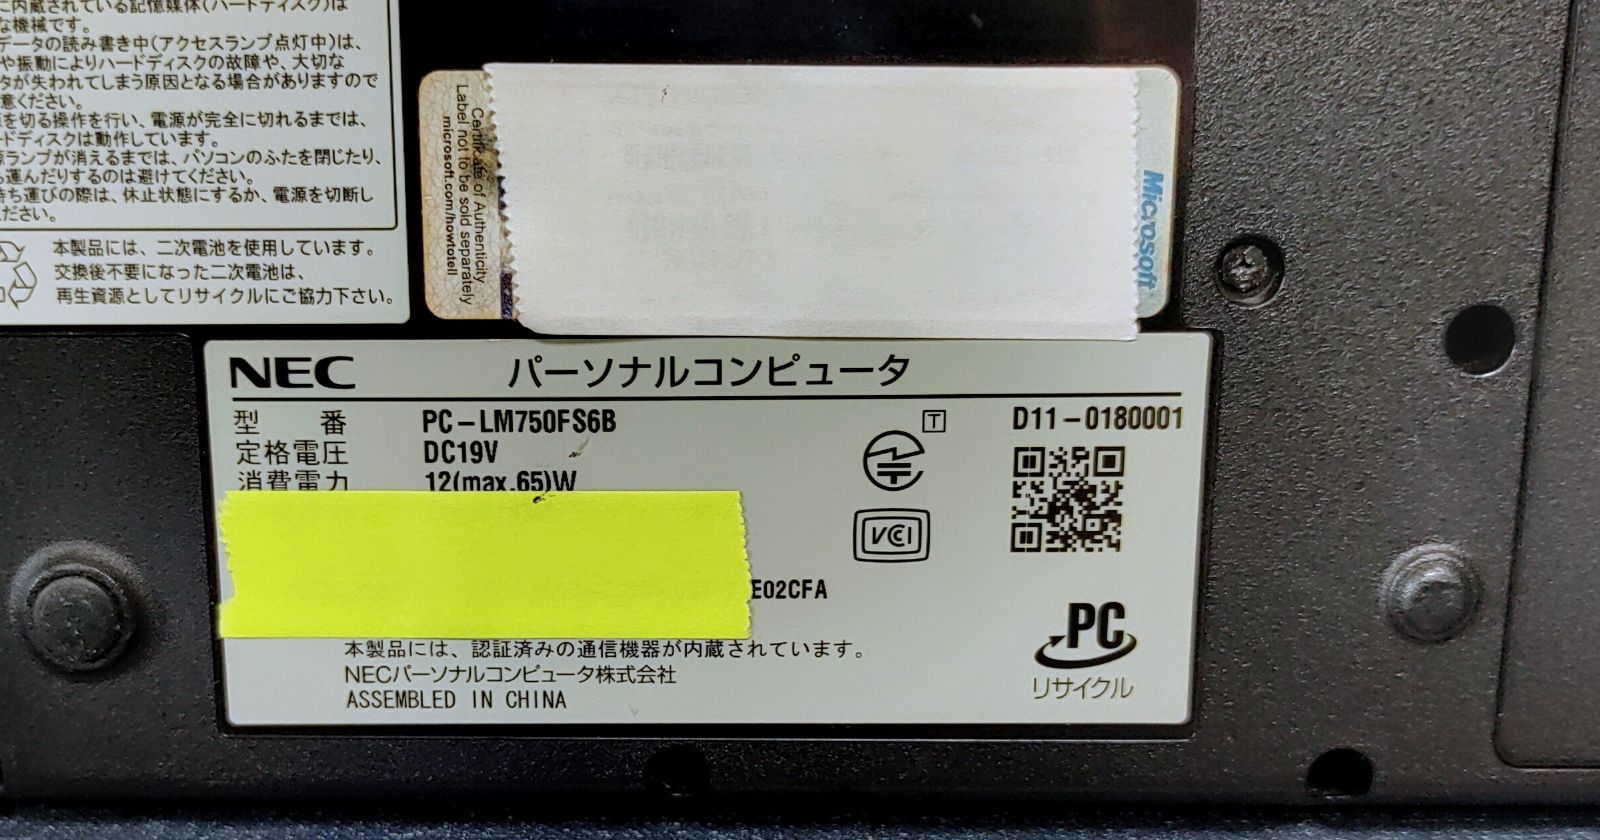 に内蔵されている記憶媒体(ハードディスク)は
な機械です。
データの読み書き中(アクセスランプ点灯中)は、
や振動によりハードディスクの故障や、大切な
タが失われてしまう原因となる場合がありますので
意ください。
を切る操作を行い、電源が完全に切れるまでは、
ードディスクは動作しています。
源ランプが消えるまでは、パソコンのふたを閉じたり、
ち運んだりするのは避けてください。
持ち運びの際は、休止状態にするか、電源を切断し
ください。
本製品には、二次電池を使用しています。
交換後不要になった二次電池は、
再生資源としてリサイクルにご協力下さい。
Certificate of Authenticity
Label not to be sold separately
microsoft.com/howtotell
Microsoft
NEC パーソナルコンピュータ
型 番 PC-LM750FS6B
定格電圧 DC19V
消費電力 12(max.65)W
T
D11-0180001
VCI
E02CFA
本製品には、認証済みの通信機器が内蔵されています。
NECパーソナルコンピュータ株式会社
ASSEMBLED IN CHINA
PC
リサイクル